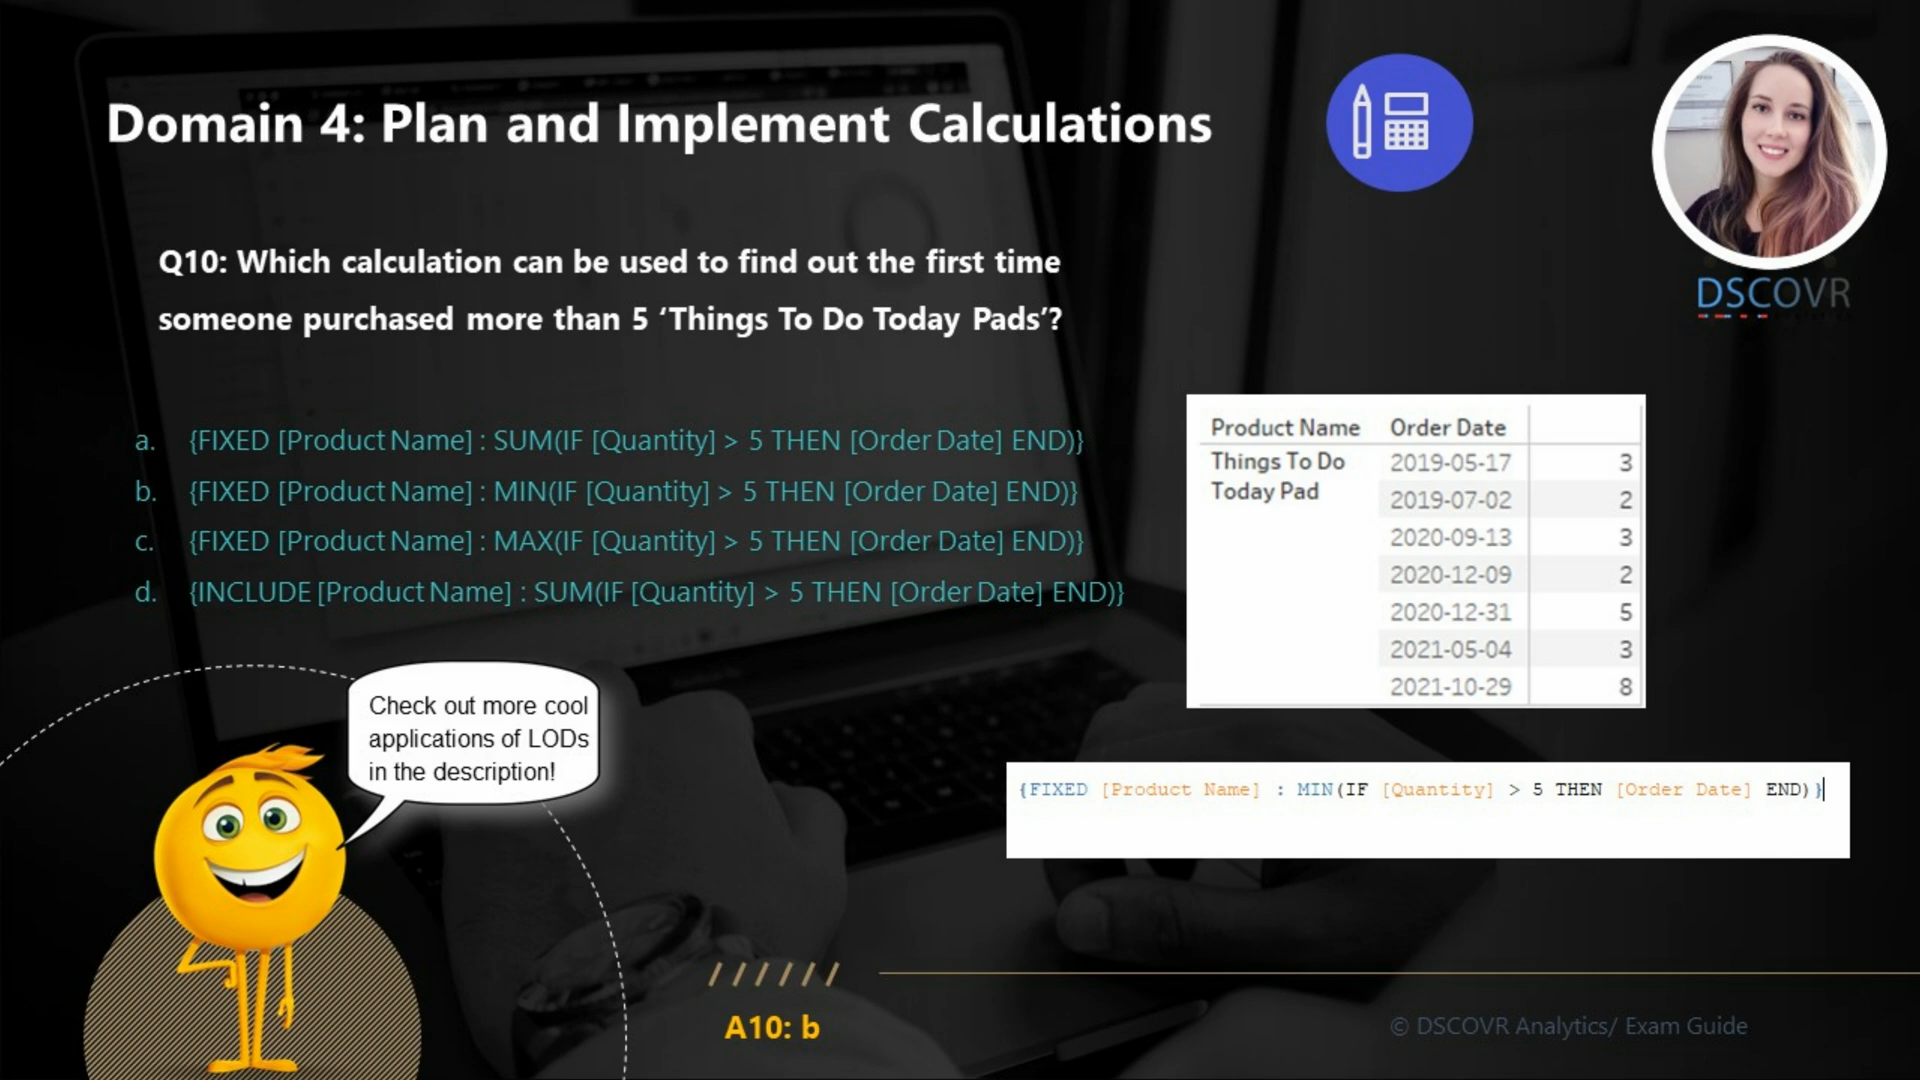 Domain 4: Plan and Implement Calculations
DSCOVR
Q10: Which calculation can be used to find out the first time
someone purchased more than 5 ‘Things To Do Today Pads’?
a. {FIXED [Product Name] : SUM(IF [Quantity] > 5 THEN [Order Date] END)}
b. {FIXED [Product Name] : MIN(IF [Quantity] > 5 THEN [Order Date] END)}
c. {FIXED [Product Name] : MAX(IF [Quantity] > 5 THEN [Order Date] END)}
d. {INCLUDE [Product Name] : SUM(IF [Quantity] > 5 THEN [Order Date] END)}
Product Name Order Date
Things To Do 2019-05-17 3
Today Pad 2019-07-02 2
2020-09-13 3
2020-12-09 2
2020-12-31 5
2021-05-04 3
2021-10-29 8
Check out more cool
applications of LODs
in the description!
{FIXED [Product Name] : MIN(IF [Quantity] > 5 THEN [Order Date] END)}
A10: b
© DSCOVR Analytics/ Exam Guide